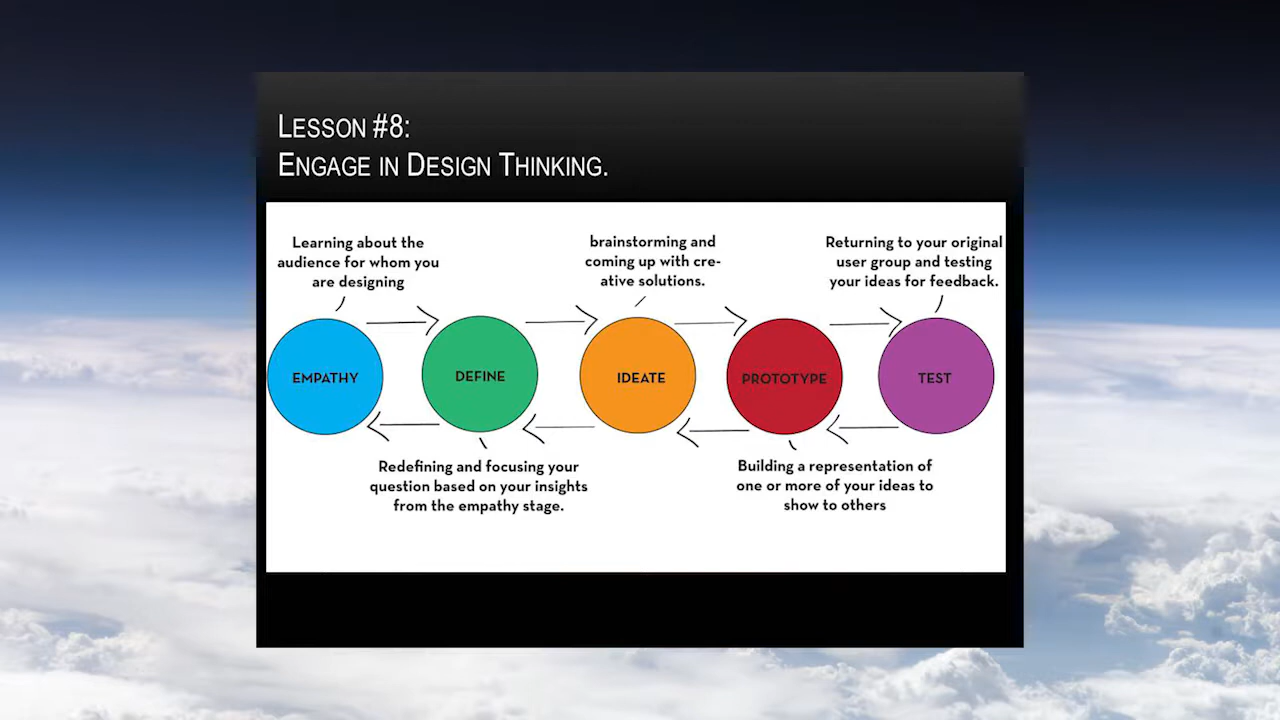 LESSON #8:
ENGAGE IN DESIGN THINKING.
Learning about the
audience for whom you
are designing
brainstorming and
coming up with cre-
ative solutions.
Returning to your original
user group and testing
your ideas for feedback.
EMPATHY
DEFINE
IDEATE
PROTOTYPE
TEST
Redefining and focusing your
question based on your insights
from the empathy stage.
Building a representation of
one or more of your ideas to
show to others